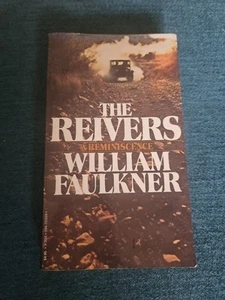 THE
REIVERS
A REMINISCENCE
WILLIAM
FAULKNER